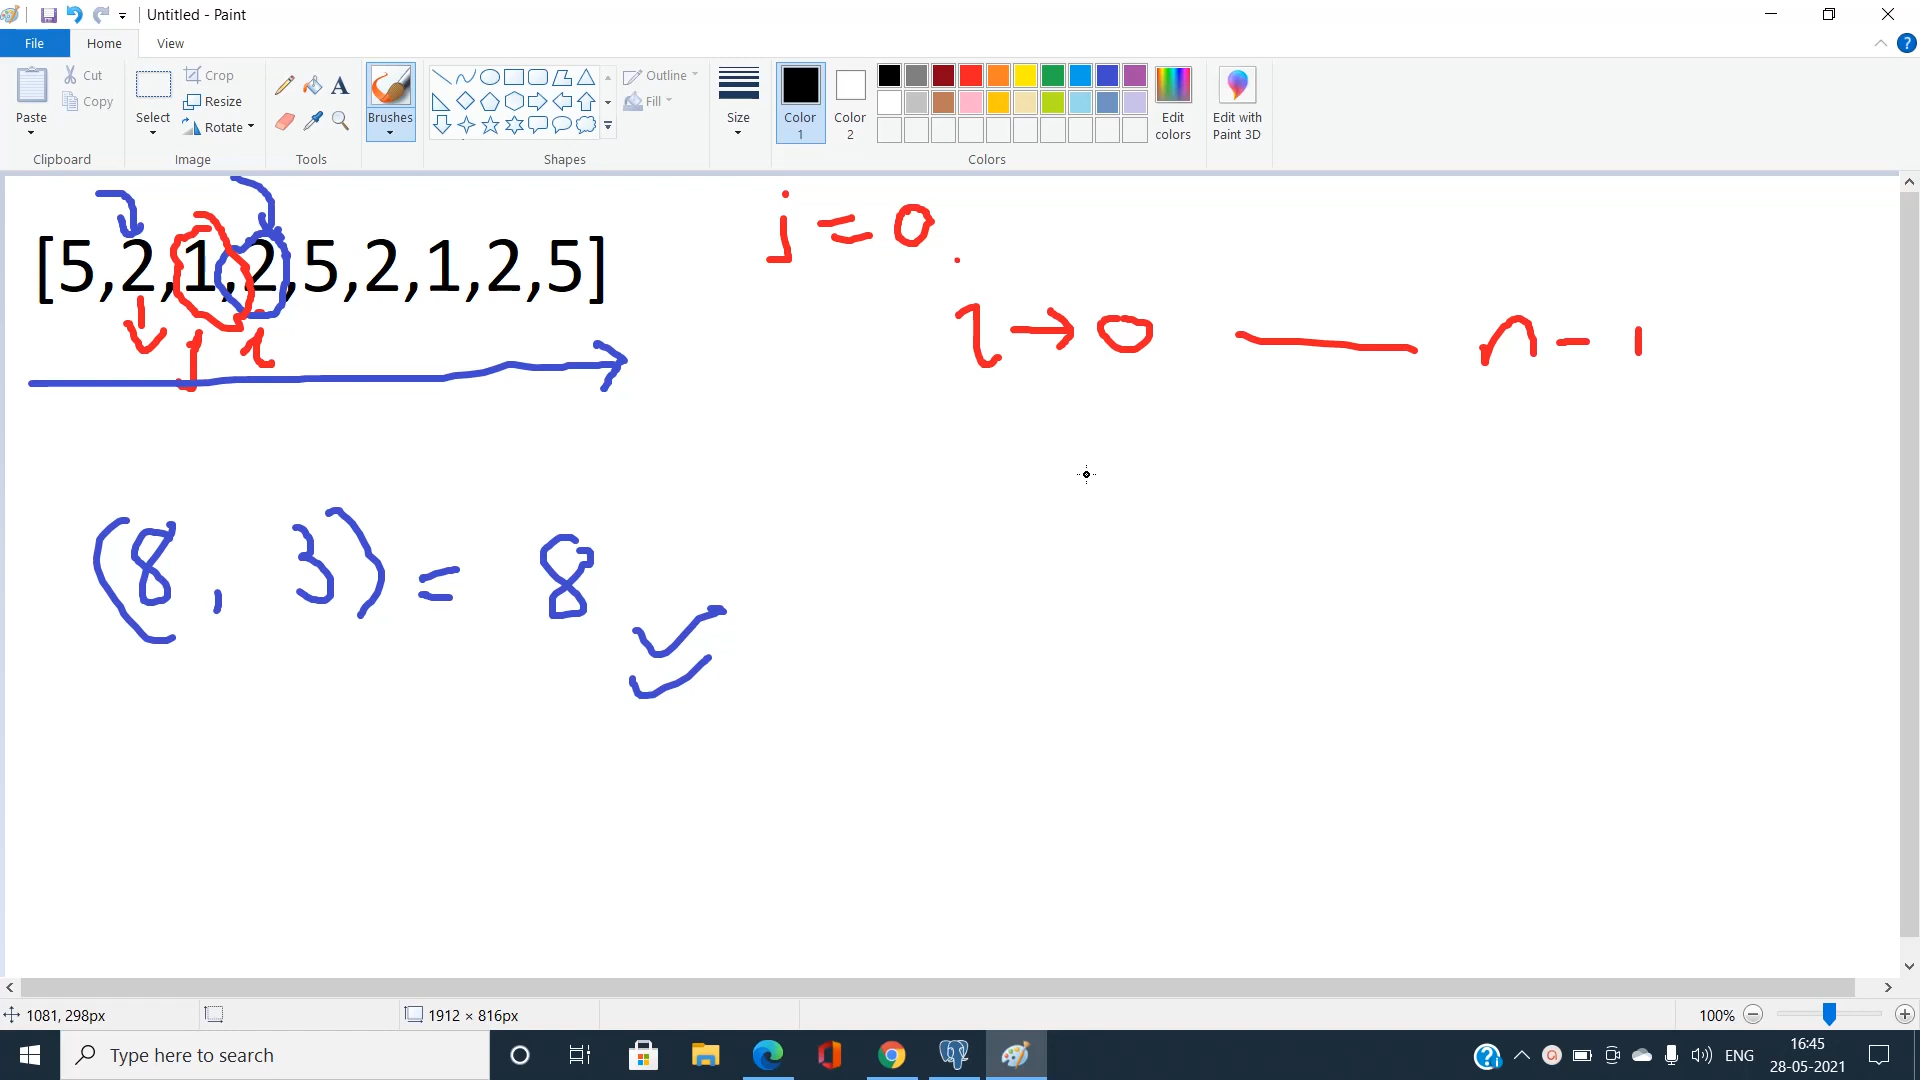 Untitled - Paint
File Home View
Paste
Cut
Copy
Clipboard
Select
Crop
Resize
Rotate
Image
A
Tools
Brushes
Outline
Fill
Shapes
Size
Color 1
Color 2
Edit colors
Edit with Paint 3D
Colors
[5,2,1,2,5,2,1,2,5]
j i
j = 0
i → 0 — n - 1
(8, 3) = 8
1081, 298px
1912 × 816px
100%
Type here to search
ENG
16:45
28-05-2021